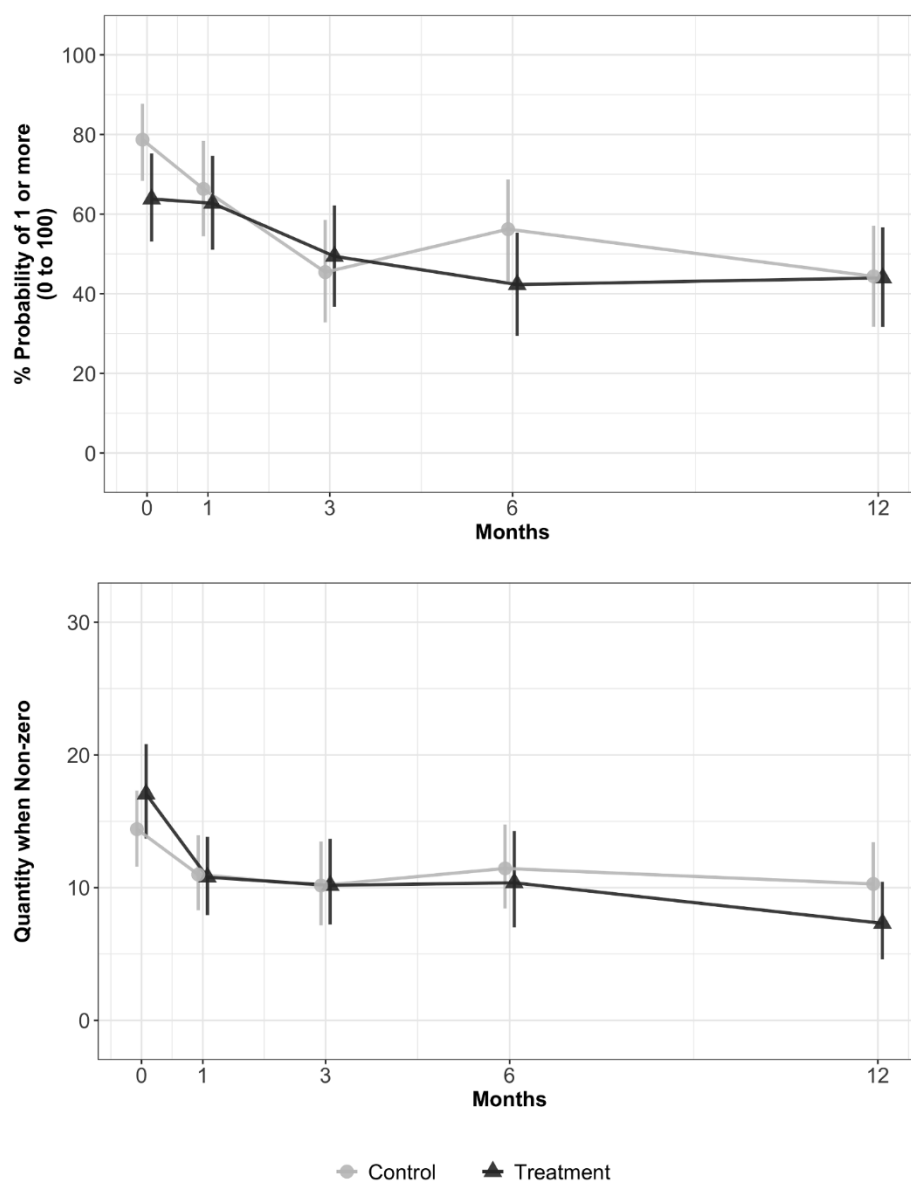 % Probability of 1 or more
(0 to 100)
100
80
60
40
20
0
0 1 3 6 12
Months
Quantity when Non-zero
30
20
10
0
0 1 3 6 12
Months
Control Treatment